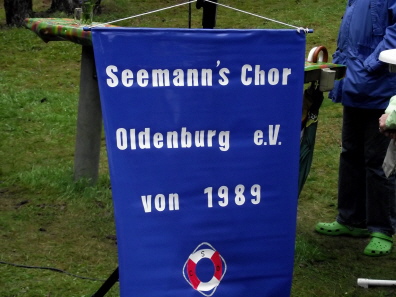 Seemann's Chor
Oldenburg e.V.
von 1989